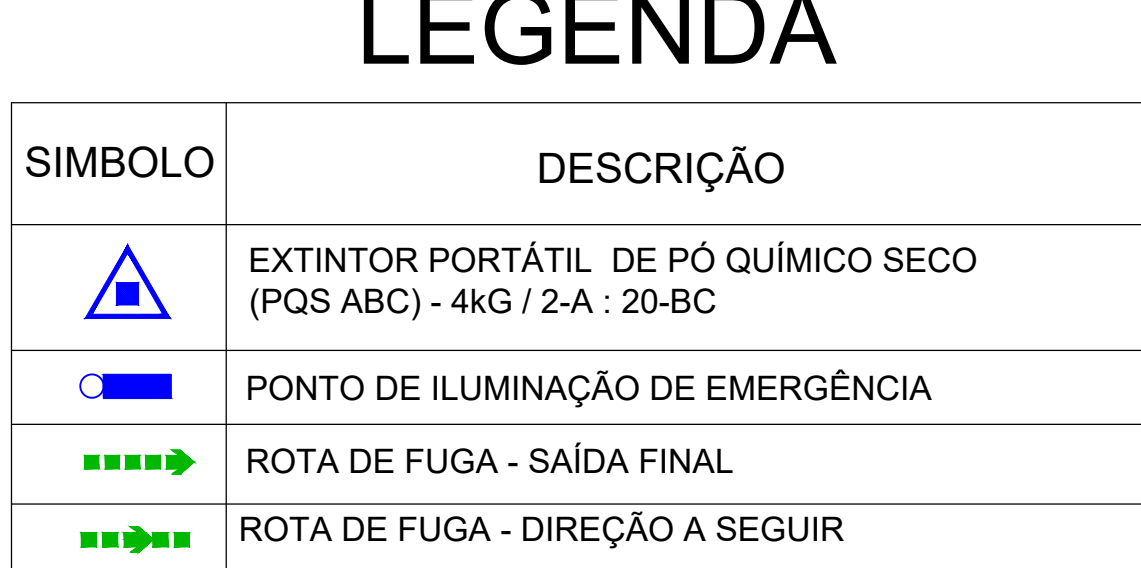 LEGENDA
SIMBOLO
DESCRIÇÃO
EXTINTOR PORTÁTIL DE PÓ QUÍMICO SECO
(PQS ABC) - 4kG / 2-A : 20-BC
PONTO DE ILUMINAÇÃO DE EMERGÊNCIA
ROTA DE FUGA - SAÍDA FINAL
ROTA DE FUGA - DIREÇÃO A SEGUIR